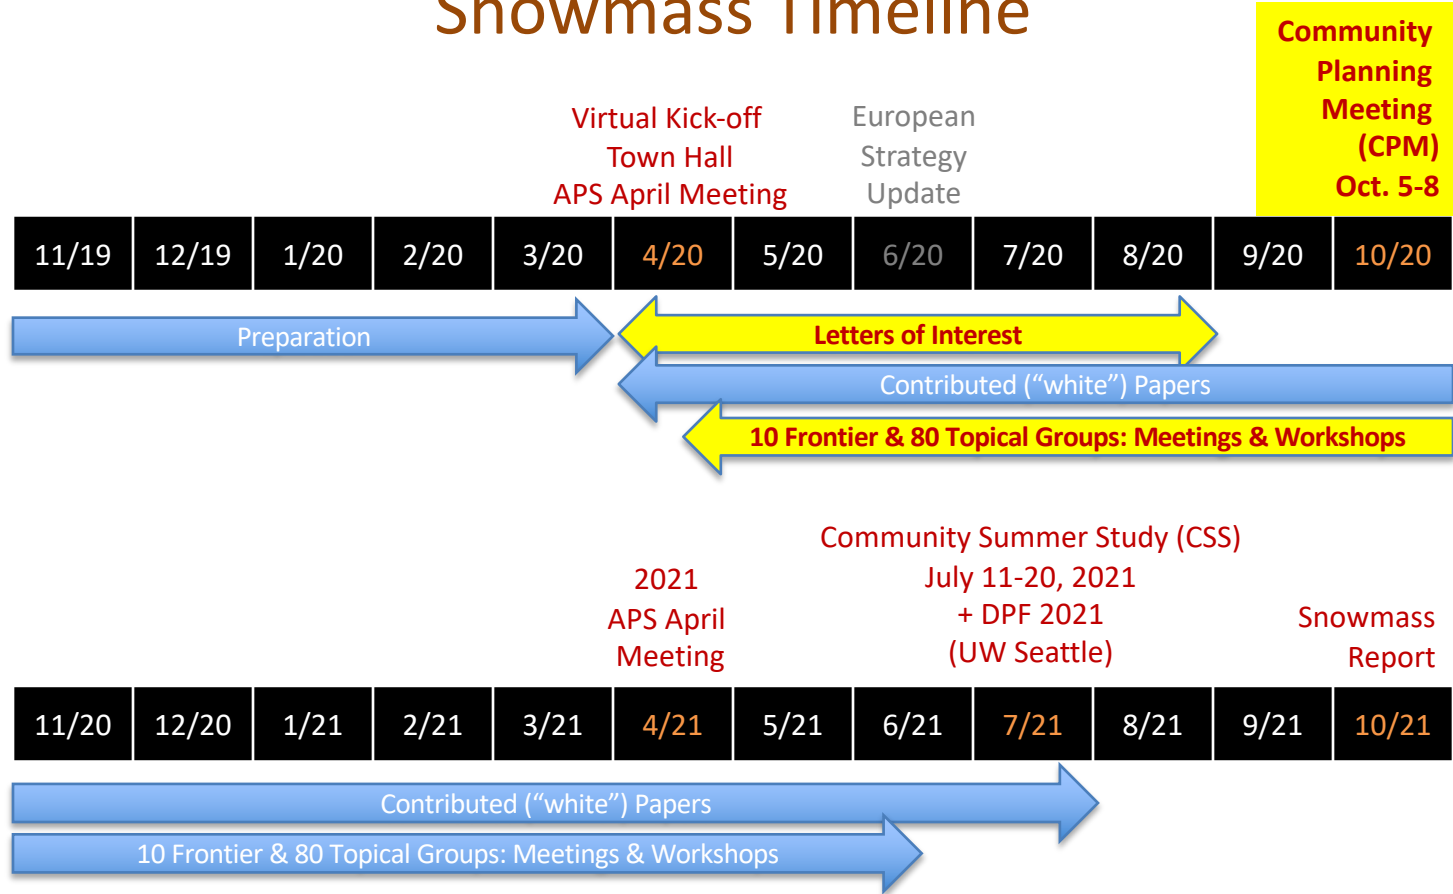 Snowmass Timeline
Community
Planning
Meeting
(CPM)
Oct. 5-8
Virtual Kick-off
Town Hall
APS April Meeting
European
Strategy
Update
11/19 12/19 1/20 2/20 3/20 4/20 5/20 6/20 7/20 8/20 9/20 10/20
Preparation
Letters of Interest
Contributed (“white”) Papers
10 Frontier & 80 Topical Groups: Meetings & Workshops
2021
APS April
Meeting
Community Summer Study (CSS)
July 11-20, 2021
+ DPF 2021
(UW Seattle)
Snowmass
Report
11/20 12/20 1/21 2/21 3/21 4/21 5/21 6/21 7/21 8/21 9/21 10/21
Contributed (“white”) Papers
10 Frontier & 80 Topical Groups: Meetings & Workshops